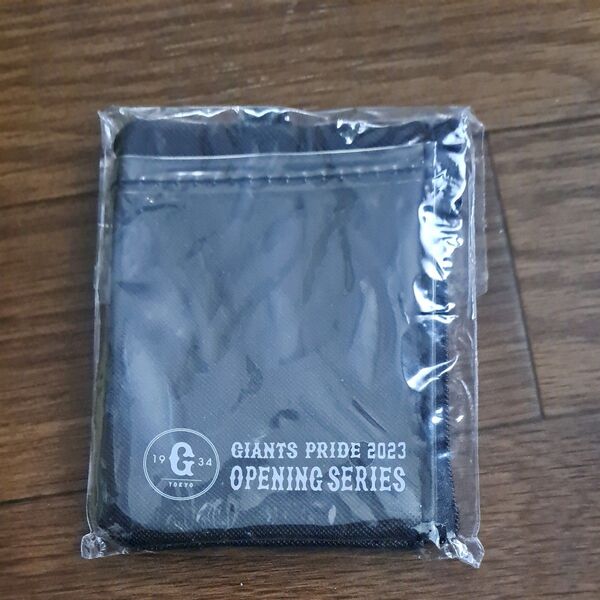 19 G 34
TOKYO
GIANTS PRIDE 2023
OPENING SERIES